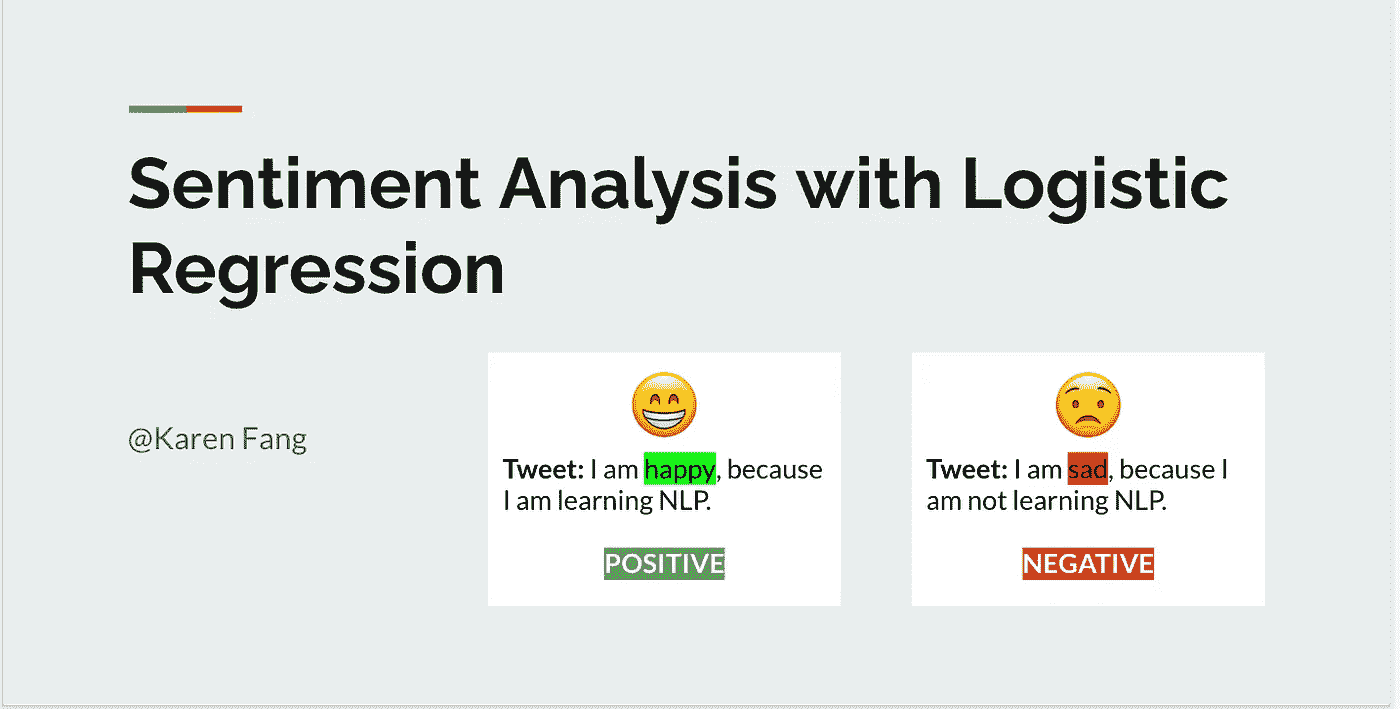 Sentiment Analysis with Logistic
Regression
@Karen Fang
Tweet: I am happy, because
I am learning NLP.
POSITIVE
Tweet: I am sad, because I
am not learning NLP.
NEGATIVE